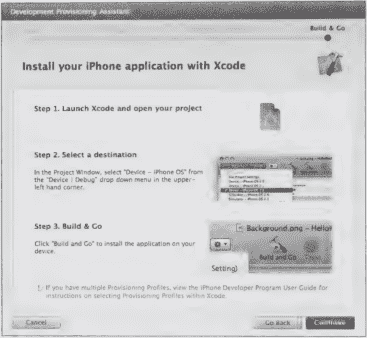 Development Provisioning Assistant
Build & Go
Install your iPhone application with Xcode
Step 1. Launch Xcode and open your project
Step 2. Select a destination
In the Project Window, select "Device - iPhone OS" from
the "Device | Debug" drop down menu in the upper-
left hand corner.
Step 3. Build & Go
Click "Build and Go" to install the application on your
device.
Background.png - Hello
Build and Go
Setting)
If you have multiple Provisioning Profiles, view the iPhone Developer Program User Guide for
instructions on selecting Provisioning Profiles within Xcode.
Cancel
Go Back
Continue